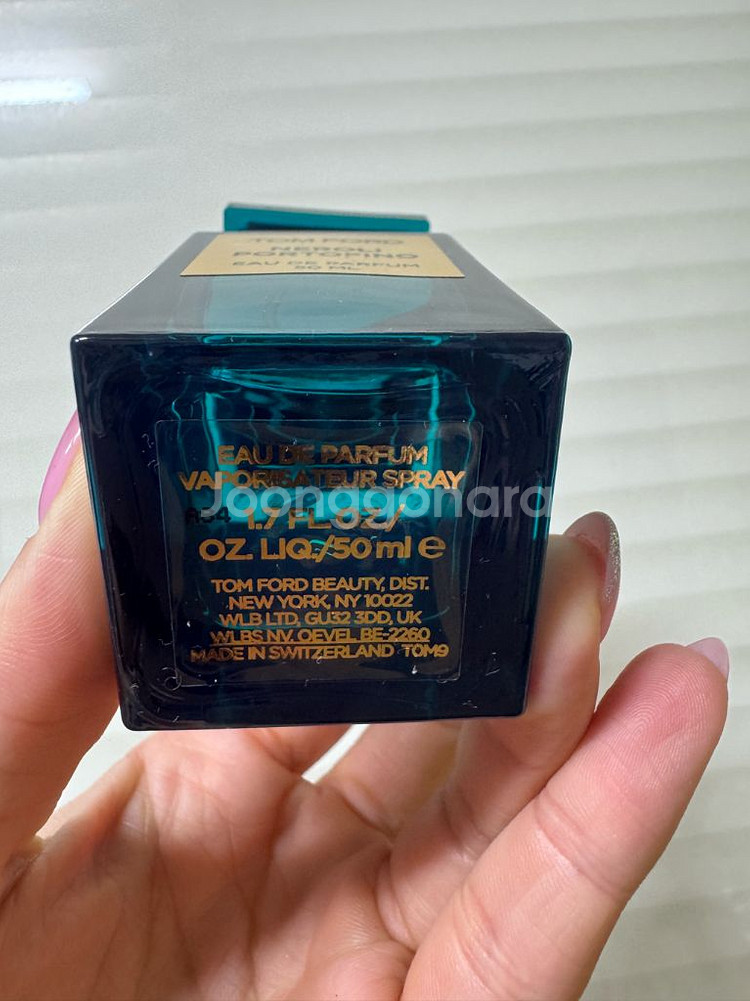 TOM FORD
NEROLI
PORTOFINO
EAU DE PARFUM
50 ML
EAU DE PARFUM
VAPORISATEUR SPRAY
Joonggonara
A34 1.7 FL.OZ/
OZ. LIQ./50 ml e
TOM FORD BEAUTY, DIST.
NEW YORK, NY 10022
WLB LTD, GU32 3DD, UK
WLBS NV. OEVEL BE-2260
MADE IN SWITZERLAND T0M9